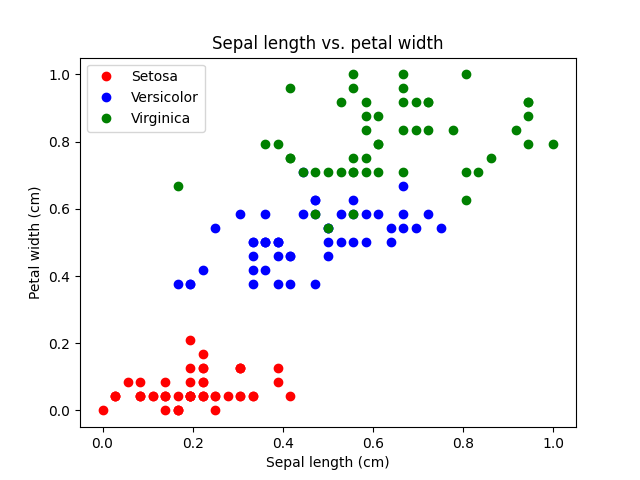 Sepal length vs. petal width
Setosa
Versicolor
Virginica
Petal width (cm)
1.0
0.8
0.6
0.4
0.2
0.0
0.0 0.2 0.4 0.6 0.8 1.0
Sepal length (cm)